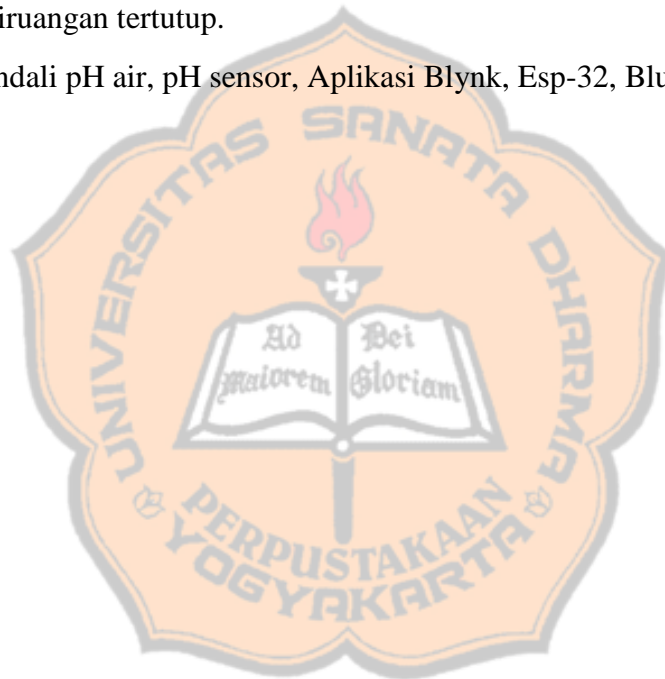 iruangan tertutup.
ndali pH air, pH sensor, Aplikasi Blynk, Esp-32, Blu
UNIVERSITAS SANATA DHARMA
Ad Dei
Maiorem Gloriam
PERPUSTAKAAN
YOGYAKARTA